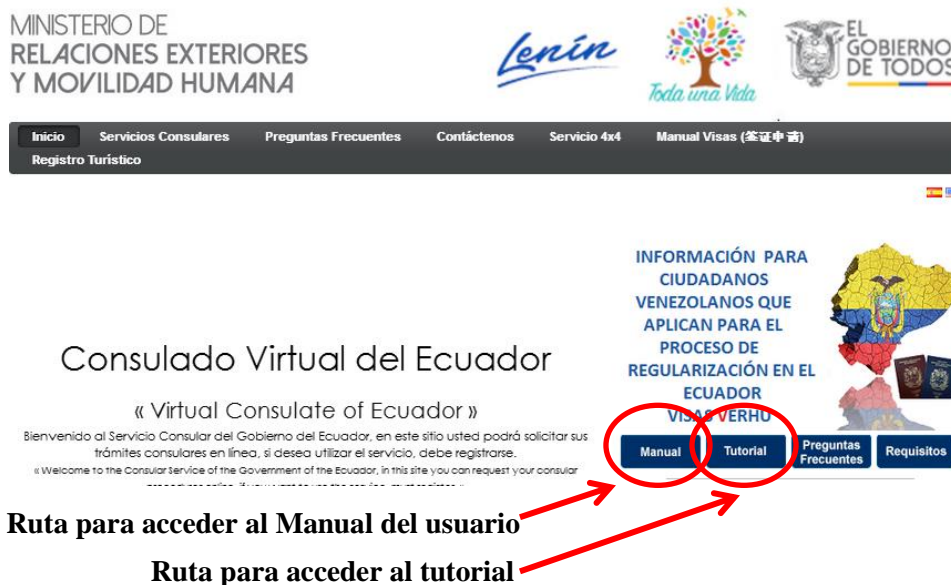 MINISTERIO DE
RELACIONES EXTERIORES
Y MOVILIDAD HUMANA
lenín
Toda una Vida
EL
GOBIERNO
DE TODOS
Inicio Servicios Consulares Preguntas Frecuentes Contáctenos Servicio 4x4 Manual Visas (签证申请)
Registro Turístico
INFORMACIÓN PARA
CIUDADANOS
VENEZOLANOS QUE
APLICAN PARA EL
PROCESO DE
REGULARIZACIÓN EN EL
ECUADOR
VISAS VERHU
Manual Tutorial Preguntas Frecuentes Requisitos
Consulado Virtual del Ecuador
« Virtual Consulate of Ecuador »
Bienvenido al Servicio Consular del Gobierno del Ecuador, en este sitio usted podrá solicitar sus
trámites consulares en línea, si desea utilizar el servicio, debe registrarse.
« Welcome to the Consular Service of the Government of the Ecuador, in this site you can request your consular
Ruta para acceder al Manual del usuario
Ruta para acceder al tutorial